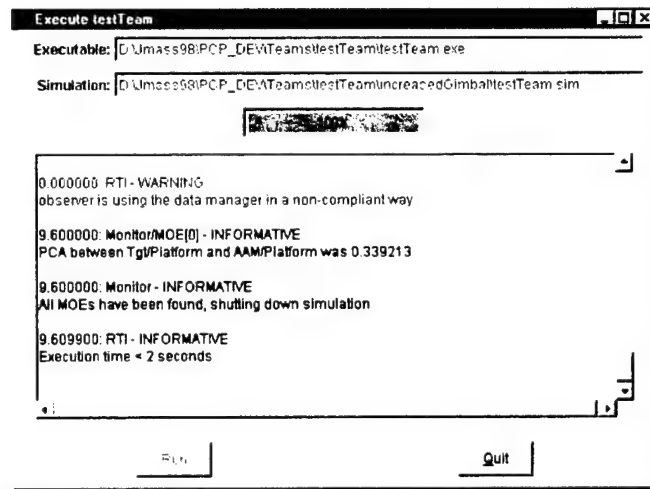 Execute testTeam
Executable: D:\Umass98\PCP_DEV\Teams\testTeam\testTeam.exe
Simulation: D:\Umass98\PCP_DEV\Teams\testTeam\increasedGimbal\testTeam.sim
0.000000: RTI - WARNING
observer is using the data manager in a non-compliant way
9.600000: Monitor/MOE[0] - INFORMATIVE
PCA between Tgt/Platform and AAM/Platform was 0.339213
9.600000: Monitor - INFORMATIVE
All MOEs have been found, shutting down simulation
9.609900: RTI - INFORMATIVE
Execution time < 2 seconds
Run
Quit